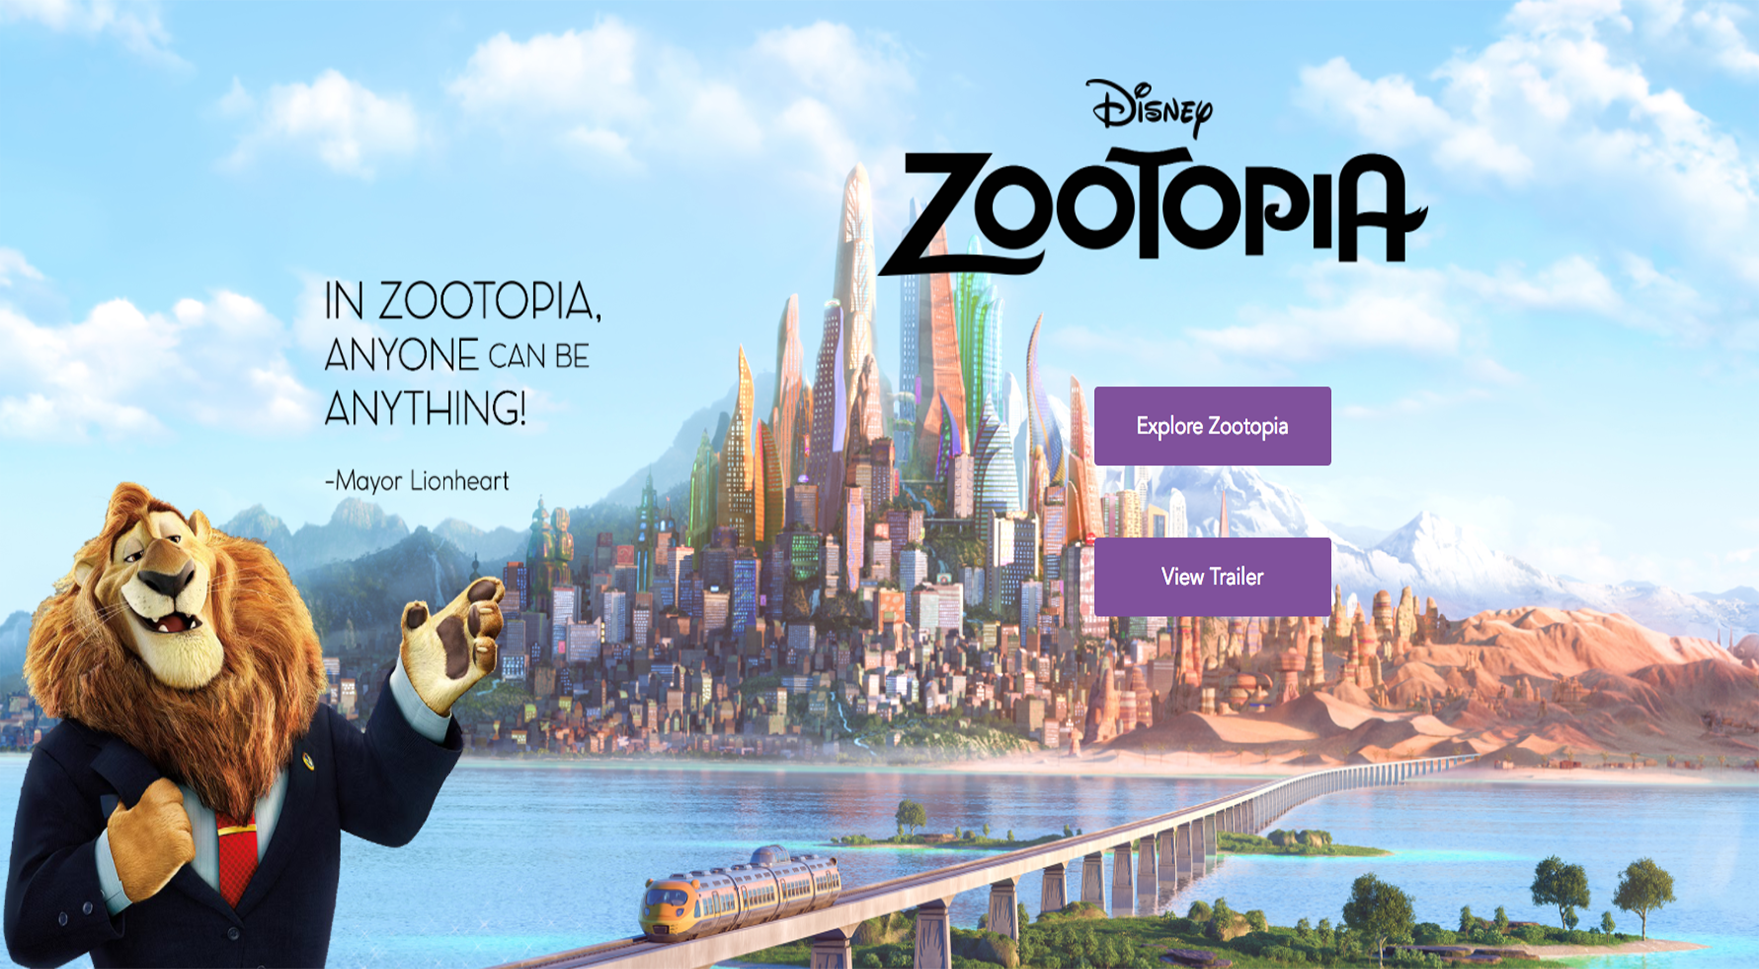 Disney
ZOOTOPIA
IN ZOOTOPIA,
ANYONE CAN BE
ANYTHING!
-Mayor Lionheart
Explore Zootopia
View Trailer